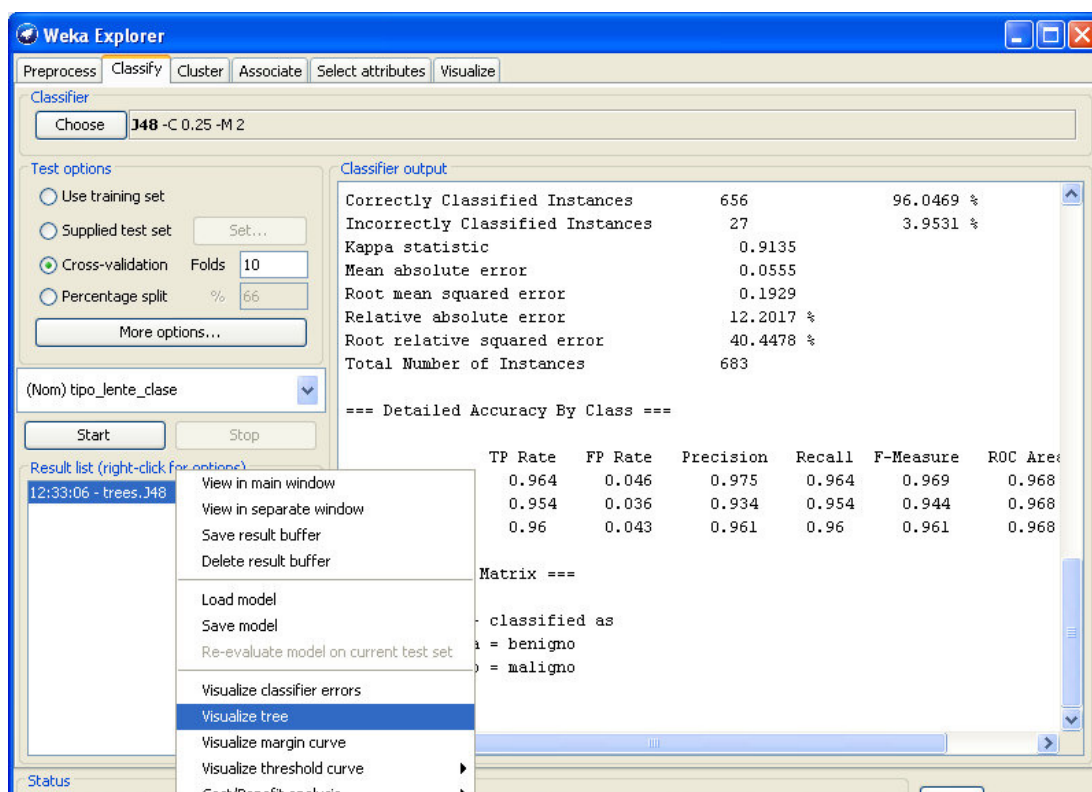 Weka Explorer
Preprocess Classify Cluster Associate Select attributes Visualize
Classifier
Choose J48 -C 0.25 -M 2
Test options
Use training set
Supplied test set Set...
Cross-validation Folds 10
Percentage split % 66
More options...
(Nom) tipo_lente_clase
Start Stop
Result list (right-click for options)
12:33:06 - trees.J48
Classifier output
Correctly Classified Instances 656 96.0469 %
Incorrectly Classified Instances 27 3.9531 %
Kappa statistic 0.9135
Mean absolute error 0.0555
Root mean squared error 0.1929
Relative absolute error 12.2017 %
Root relative squared error 40.4478 %
Total Number of Instances 683
=== Detailed Accuracy By Class ===
TP Rate FP Rate Precision Recall F-Measure ROC Area
0.964 0.046 0.975 0.964 0.969 0.968
0.954 0.036 0.934 0.954 0.944 0.968
0.96 0.043 0.961 0.96 0.961 0.968
Matrix ===
- classified as
a = benigno
= maligno
View in main window
View in separate window
Save result buffer
Delete result buffer
Load model
Save model
Re-evaluate model on current test set
Visualize classifier errors
Visualize tree
Visualize margin curve
Visualize threshold curve
Cost/Benefit analysis
Status